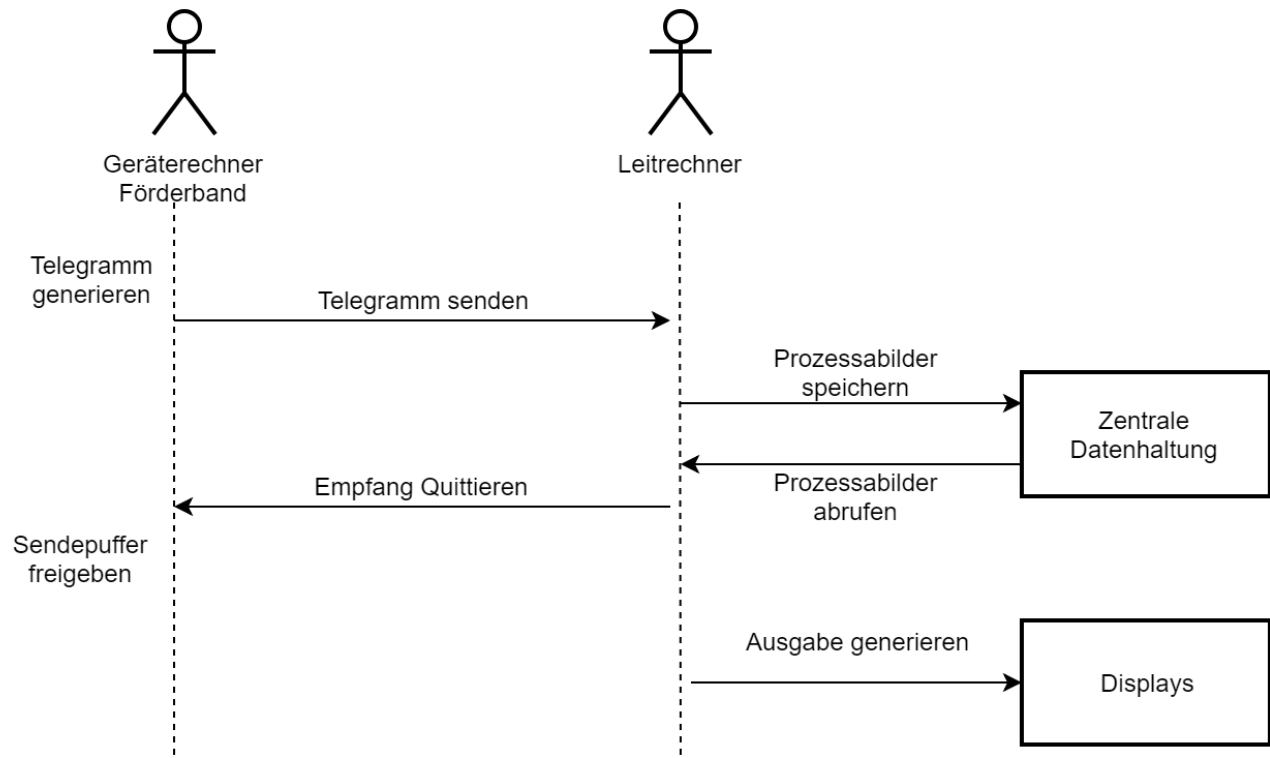 Geräterechner
Förderband
Leitrechner
Telegramm
generieren
Telegramm senden
Prozessabilder
speichern
Zentrale
Datenhaltung
Prozessabilder
abrufen
Empfang Quittieren
Sendepuffer
freigeben
Ausgabe generieren
Displays